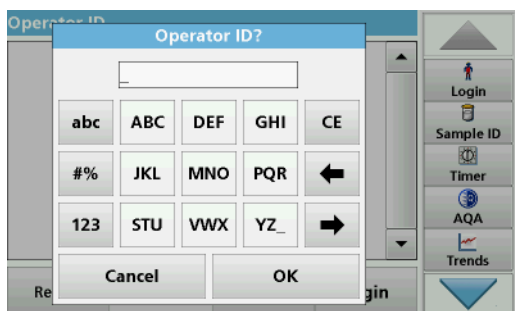 Operator ID
Operator ID?
_
abc ABC DEF GHI CE
#% JKL MNO PQR
123 STU VWX YZ_
Cancel OK
Login
Sample ID
Timer
AQA
Trends